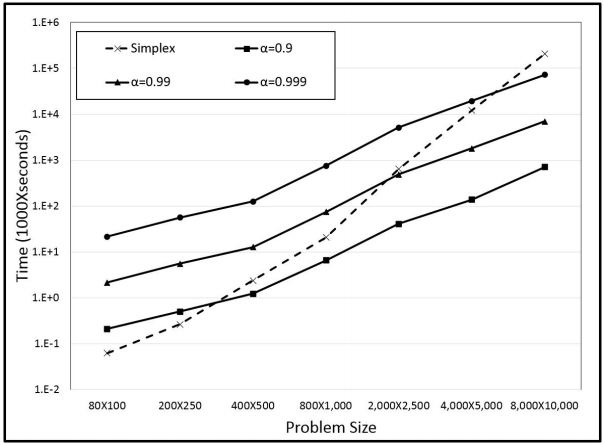 1.E+6
1.E+5
1.E+4
1.E+3
1.E+2
1.E+1
1.E+0
1.E-1
1.E-2
Time (1000Xseconds)
Simplex
α=0.9
α=0.99
α=0.999
80X100
200X250
400X500
800X1,000
2,000X2,500
4,000X5,000
8,000X10,000
Problem Size